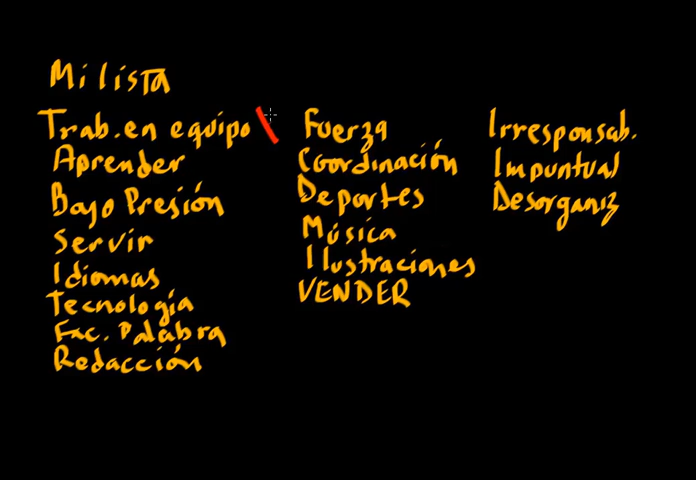 Mi lista
Trab. en equipo
Aprender
Bajo Presión
Servir
Idiomas
Tecnología
Fac. Palabra
Redacción
Fuerza
Coordinación
Deportes
Música
Ilustraciones
VENDER
Irresponsab.
Impuntual
Desorganiz